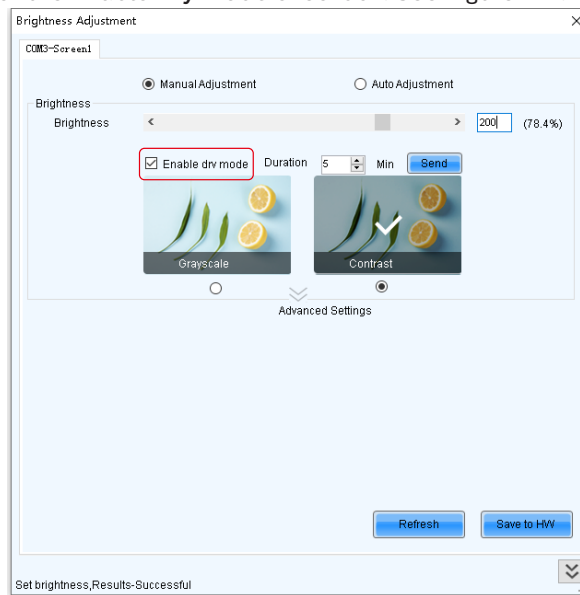 Brightness Adjustment
COM3-Screen1
Manual Adjustment Auto Adjustment
Brightness
Brightness 200 (78.4%)
Enable dry mode Duration 5 Min Send
Grayscale Contrast
Advanced Settings
Refresh Save to HW
Set brightness,Results-Successful